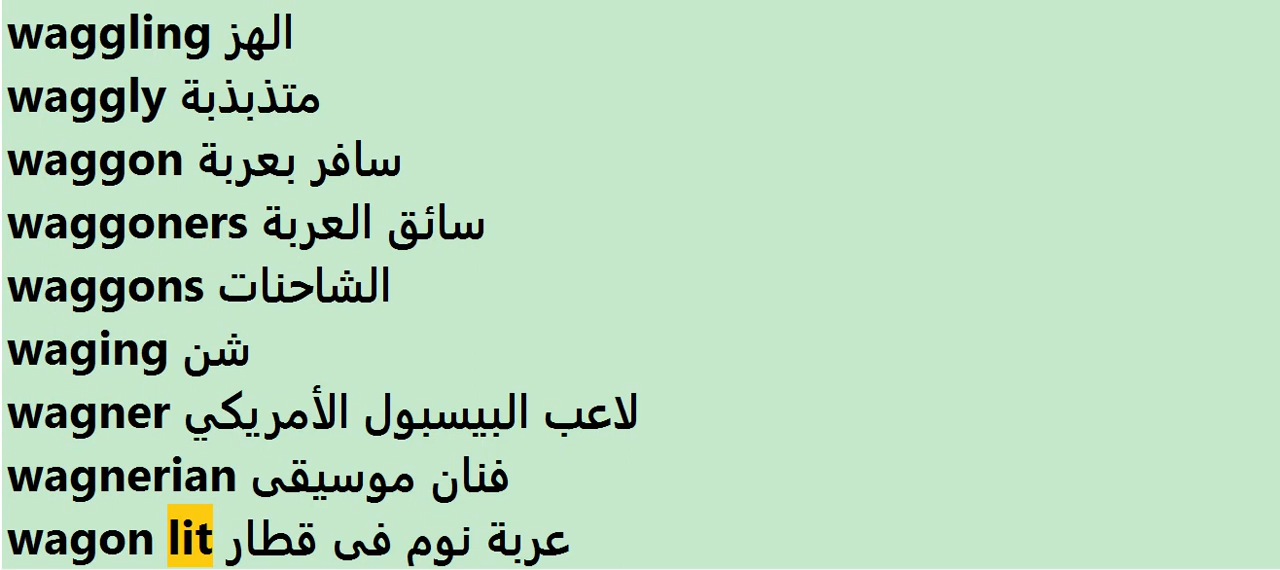 waggling الهز
waggly متذبذبة
waggon سافر بعربة
waggoners سائق العربة
waggons الشاحنات
waging شن
wagner لاعب البيسبول الأمريكي
wagnerian فنان موسيقى
wagon lit عربة نوم فى قطار